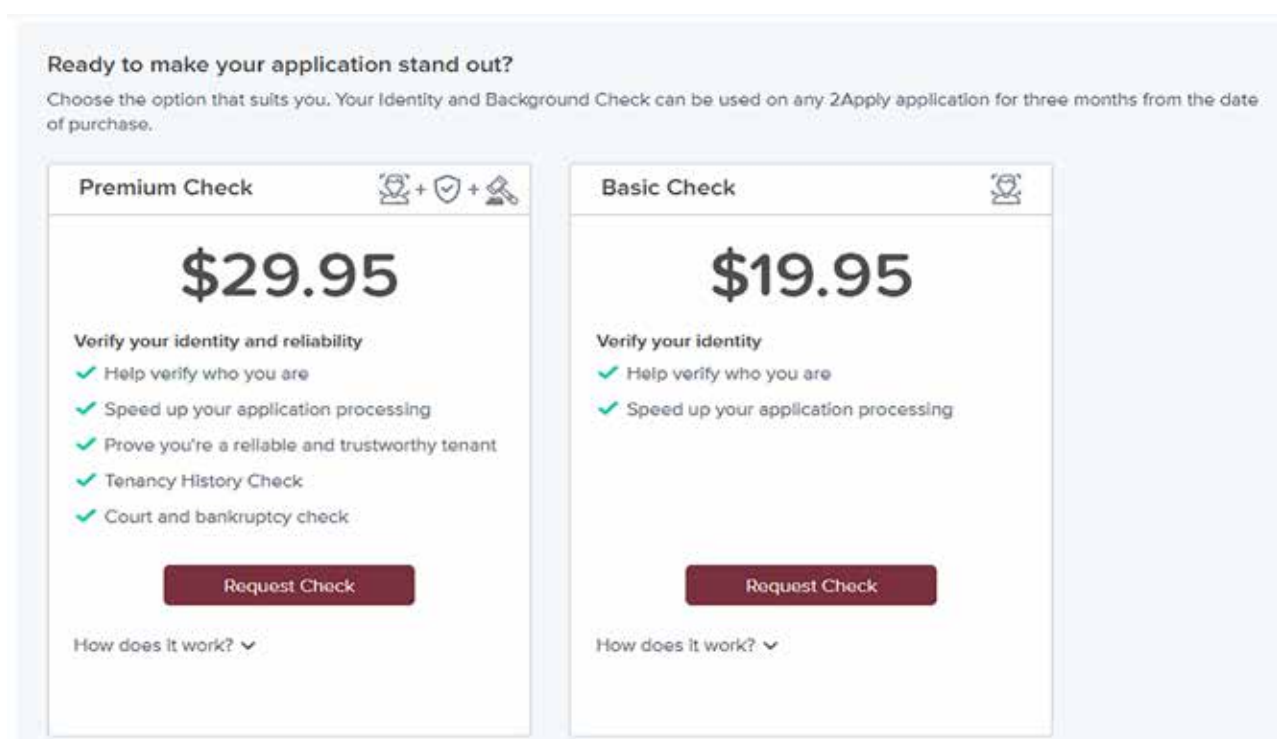 Ready to make your application stand out?
Choose the option that suits you. Your Identity and Background Check can be used on any 2Apply application for three months from the date
of purchase.
Premium Check
$29.95
Verify your identity and reliability
Help verify who you are
Speed up your application processing
Prove you're a reliable and trustworthy tenant
Tenancy History Check
Court and bankruptcy check
Request Check
How does it work?
Basic Check
$19.95
Verify your identity
Help verify who you are
Speed up your application processing
Request Check
How does it work?